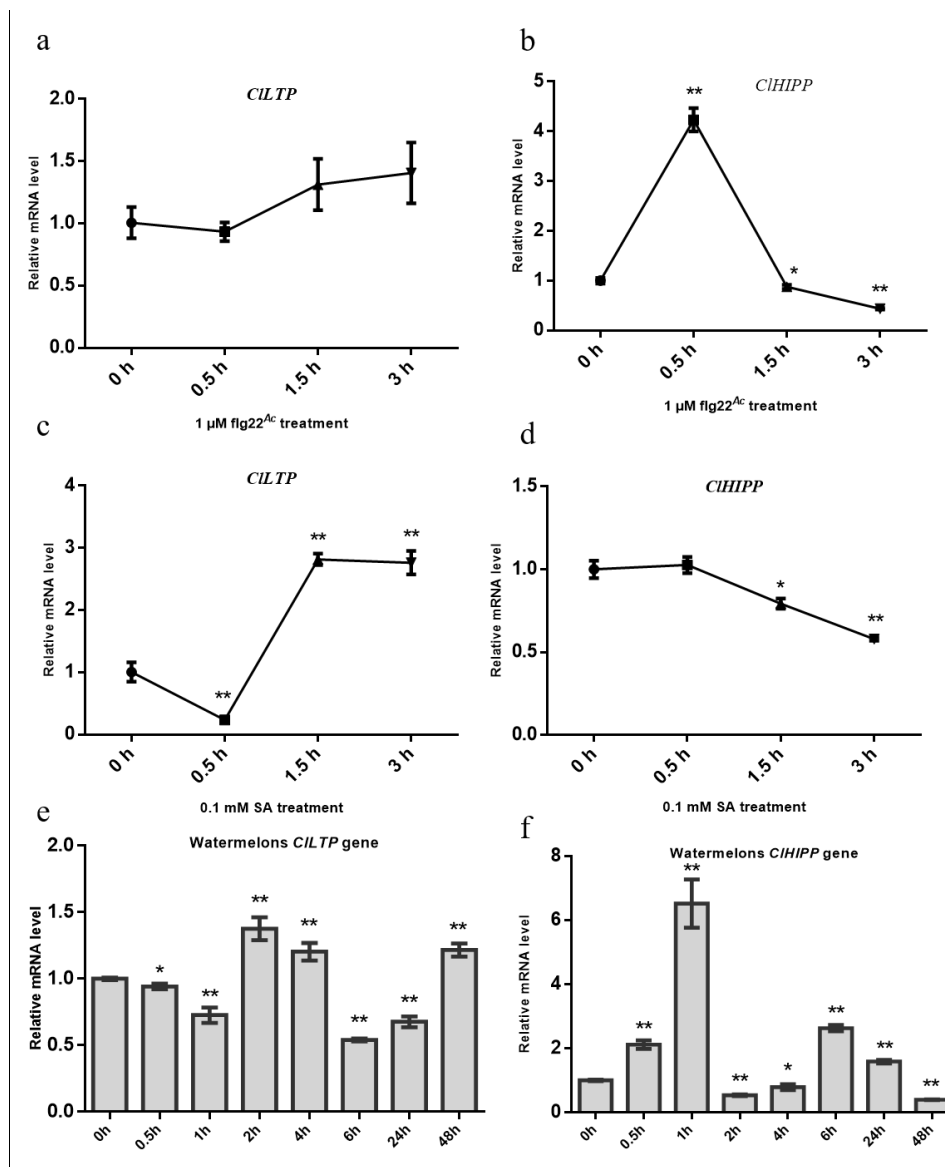 a
ClLTP
2.0
**
1.5
1.0
0.5
0.0
Relative mRNA level
0 h
0.5 h
1.5 h
3 h
1 µM flg22Ac treatment
b
ClHIPP
5
4
3
2
1
0
Relative mRNA level
**
*
**
0 h
0.5 h
1.5 h
3 h
1 µM flg22Ac treatment
c
ClLTP
4
3
2
1
0
Relative mRNA level
**
**
**
0 h
0.5 h
1.5 h
3 h
0.1 mM SA treatment
d
ClHIPP
1.5
1.0
0.5
0.0
Relative mRNA level
*
**
0 h
0.5 h
1.5 h
3 h
0.1 mM SA treatment
e
Watermelons ClLTP gene
2.0
1.5
1.0
0.5
0.0
Relative mRNA level
*
**
**
**
**
**
**
0h
0.5h
1h
2h
4h
6h
24h
48h
f
Watermelons ClHIPP gene
8
6
4
2
0
Relative mRNA level
**
**
**
*
**
**
**
0h
0.5h
1h
2h
4h
6h
24h
48h